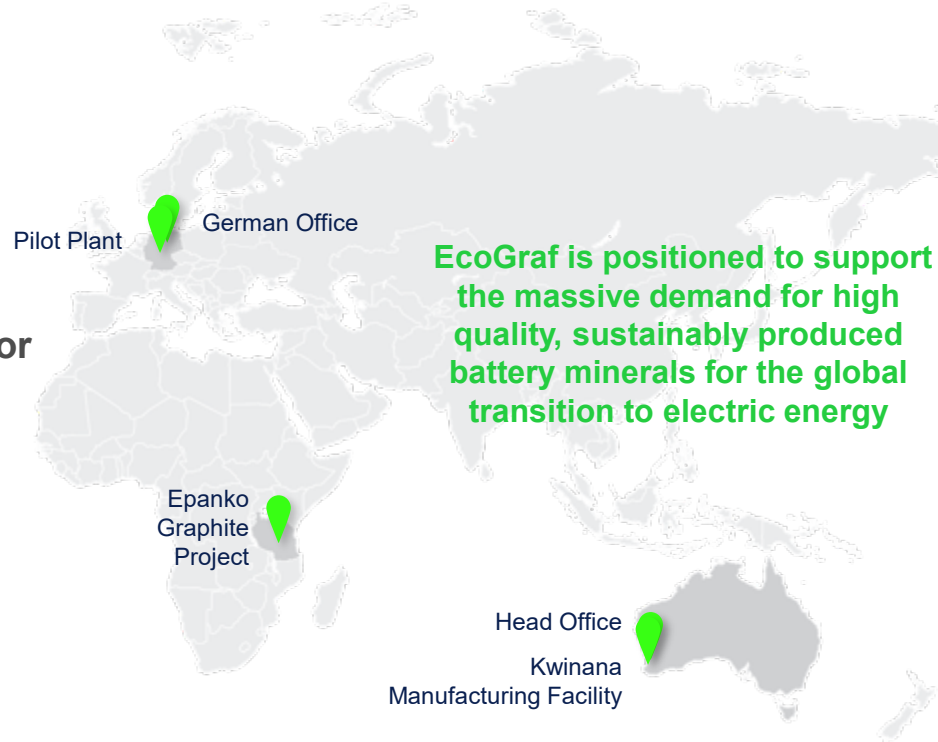 German Office
Pilot Plant
EcoGraf is positioned to support
the massive demand for high
quality, sustainably produced
battery minerals for the global
transition to electric energy
or
Epanko
Graphite
Project
Head Office
Kwinana
Manufacturing Facility